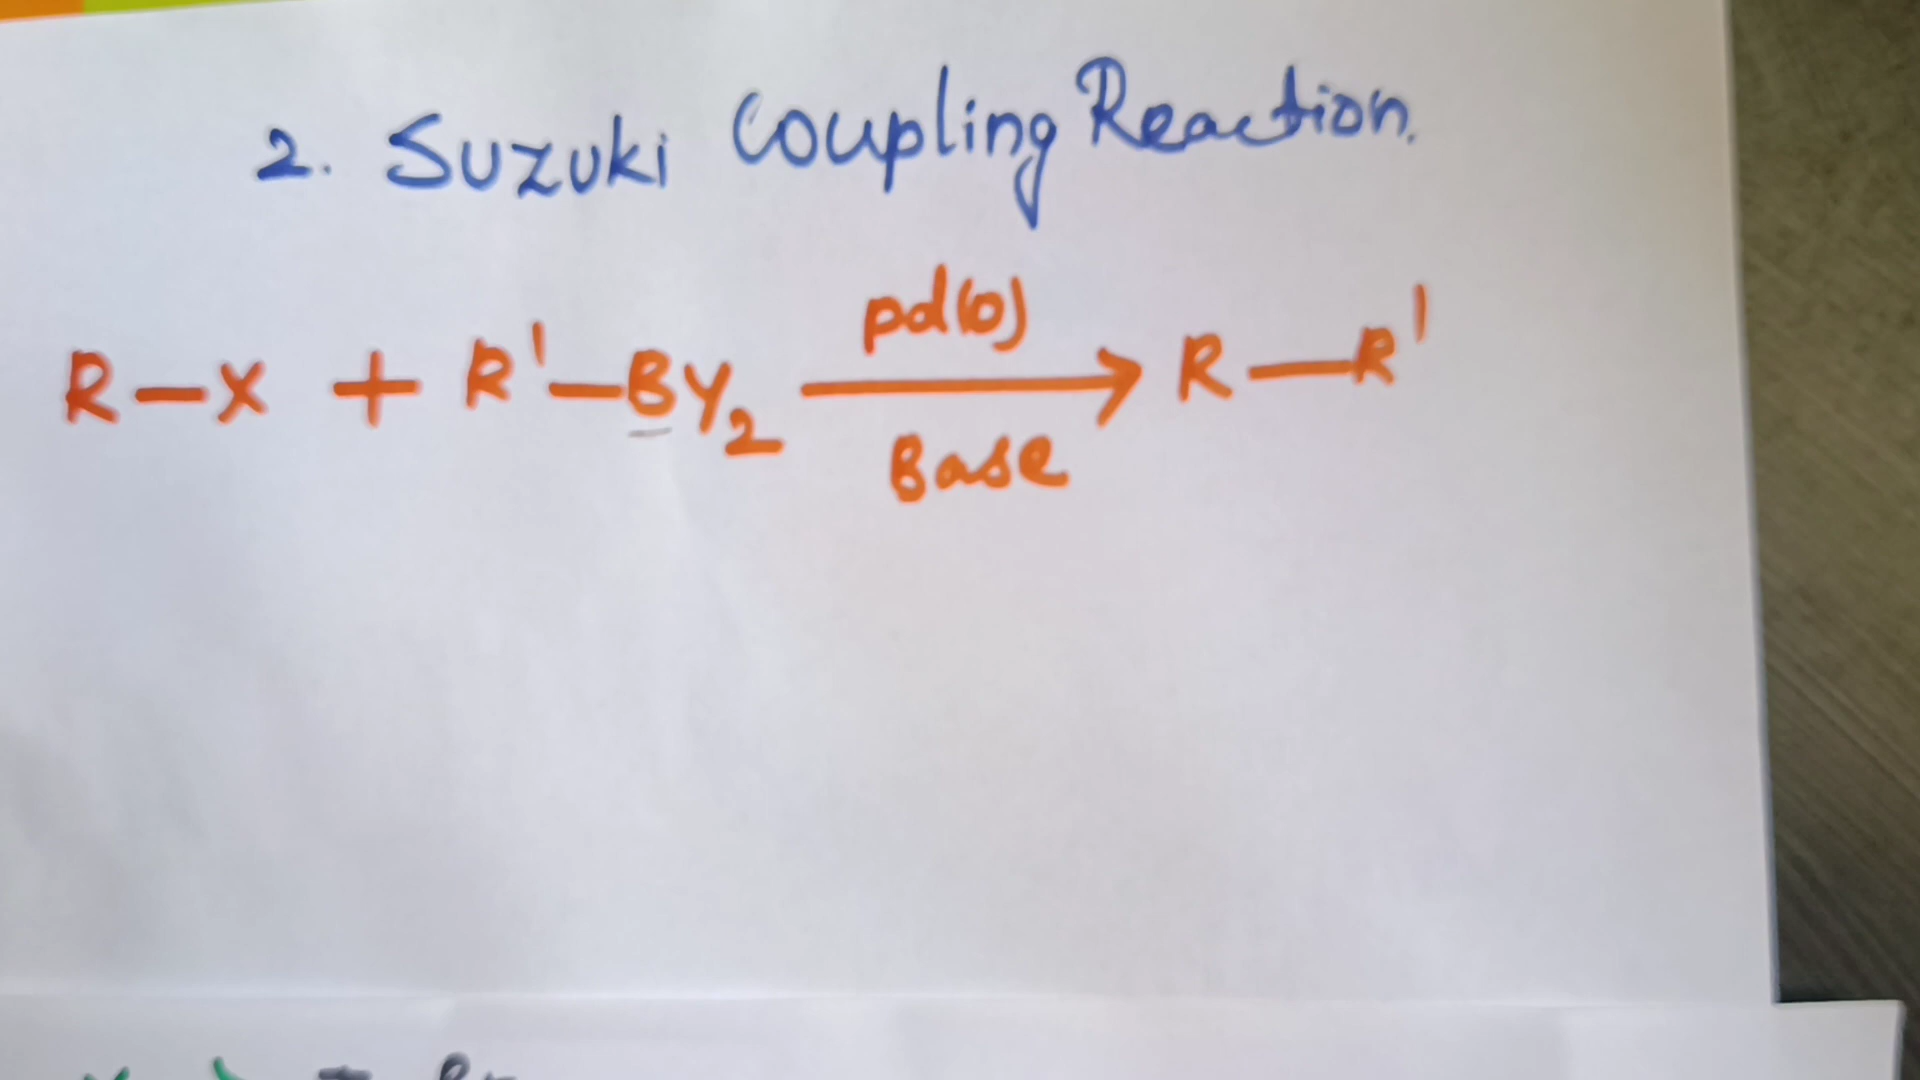 2. Suzuki Coupling Reaction.
R—X + R'—BY₂ pd(0) Base → R—R'